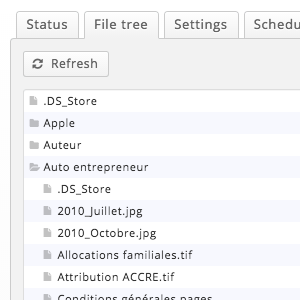 Status File tree Settings Schedu
Refresh
.DS_Store
Apple
Auteur
Auto entrepreneur
.DS_Store
2010_Juillet.jpg
2010_Octobre.jpg
Allocations familiales.tif
Attribution ACCRE.tif
Conditions générales pages